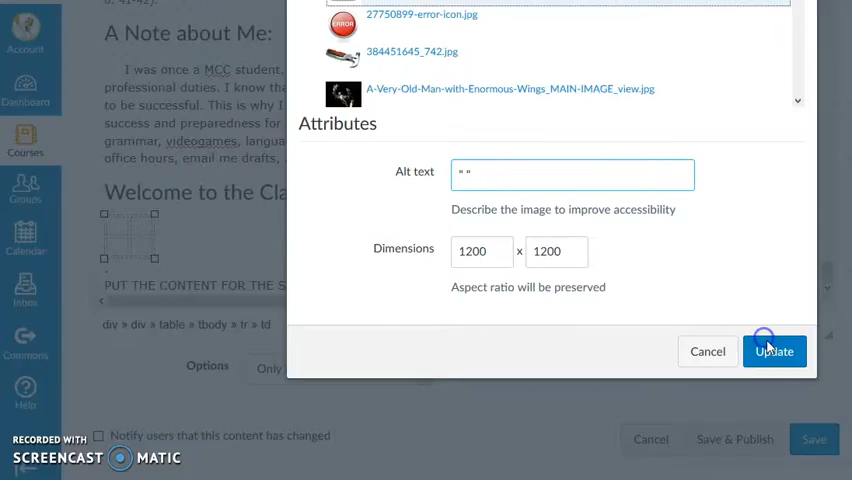 Account
Dashboard
Courses
Groups
Calendar
Inbox
Commons
Help
A Note about Me:
I was once a MCC student.
professional duties. I know tha
to be successful. This is why I
success and preparedness for
grammar, videogames, langua
office hours, email me drafts,
Welcome to the Cla
PUT THE CONTENT FOR THE S
div » div » table » tbody » tr » td
Options
Only
Notify users that this content has changed
Cancel
Save & Publish
Save
ERROR
27750899-error-icon.jpg
384451645_742.jpg
A-Very-Old-Man-with-Enormous-Wings_MAIN-IMAGE_view.jpg
Attributes
Alt text
" "
Describe the image to improve accessibility
Dimensions
1200 x 1200
Aspect ratio will be preserved
Cancel
Update
RECORDED WITH
SCREENCAST MATIC